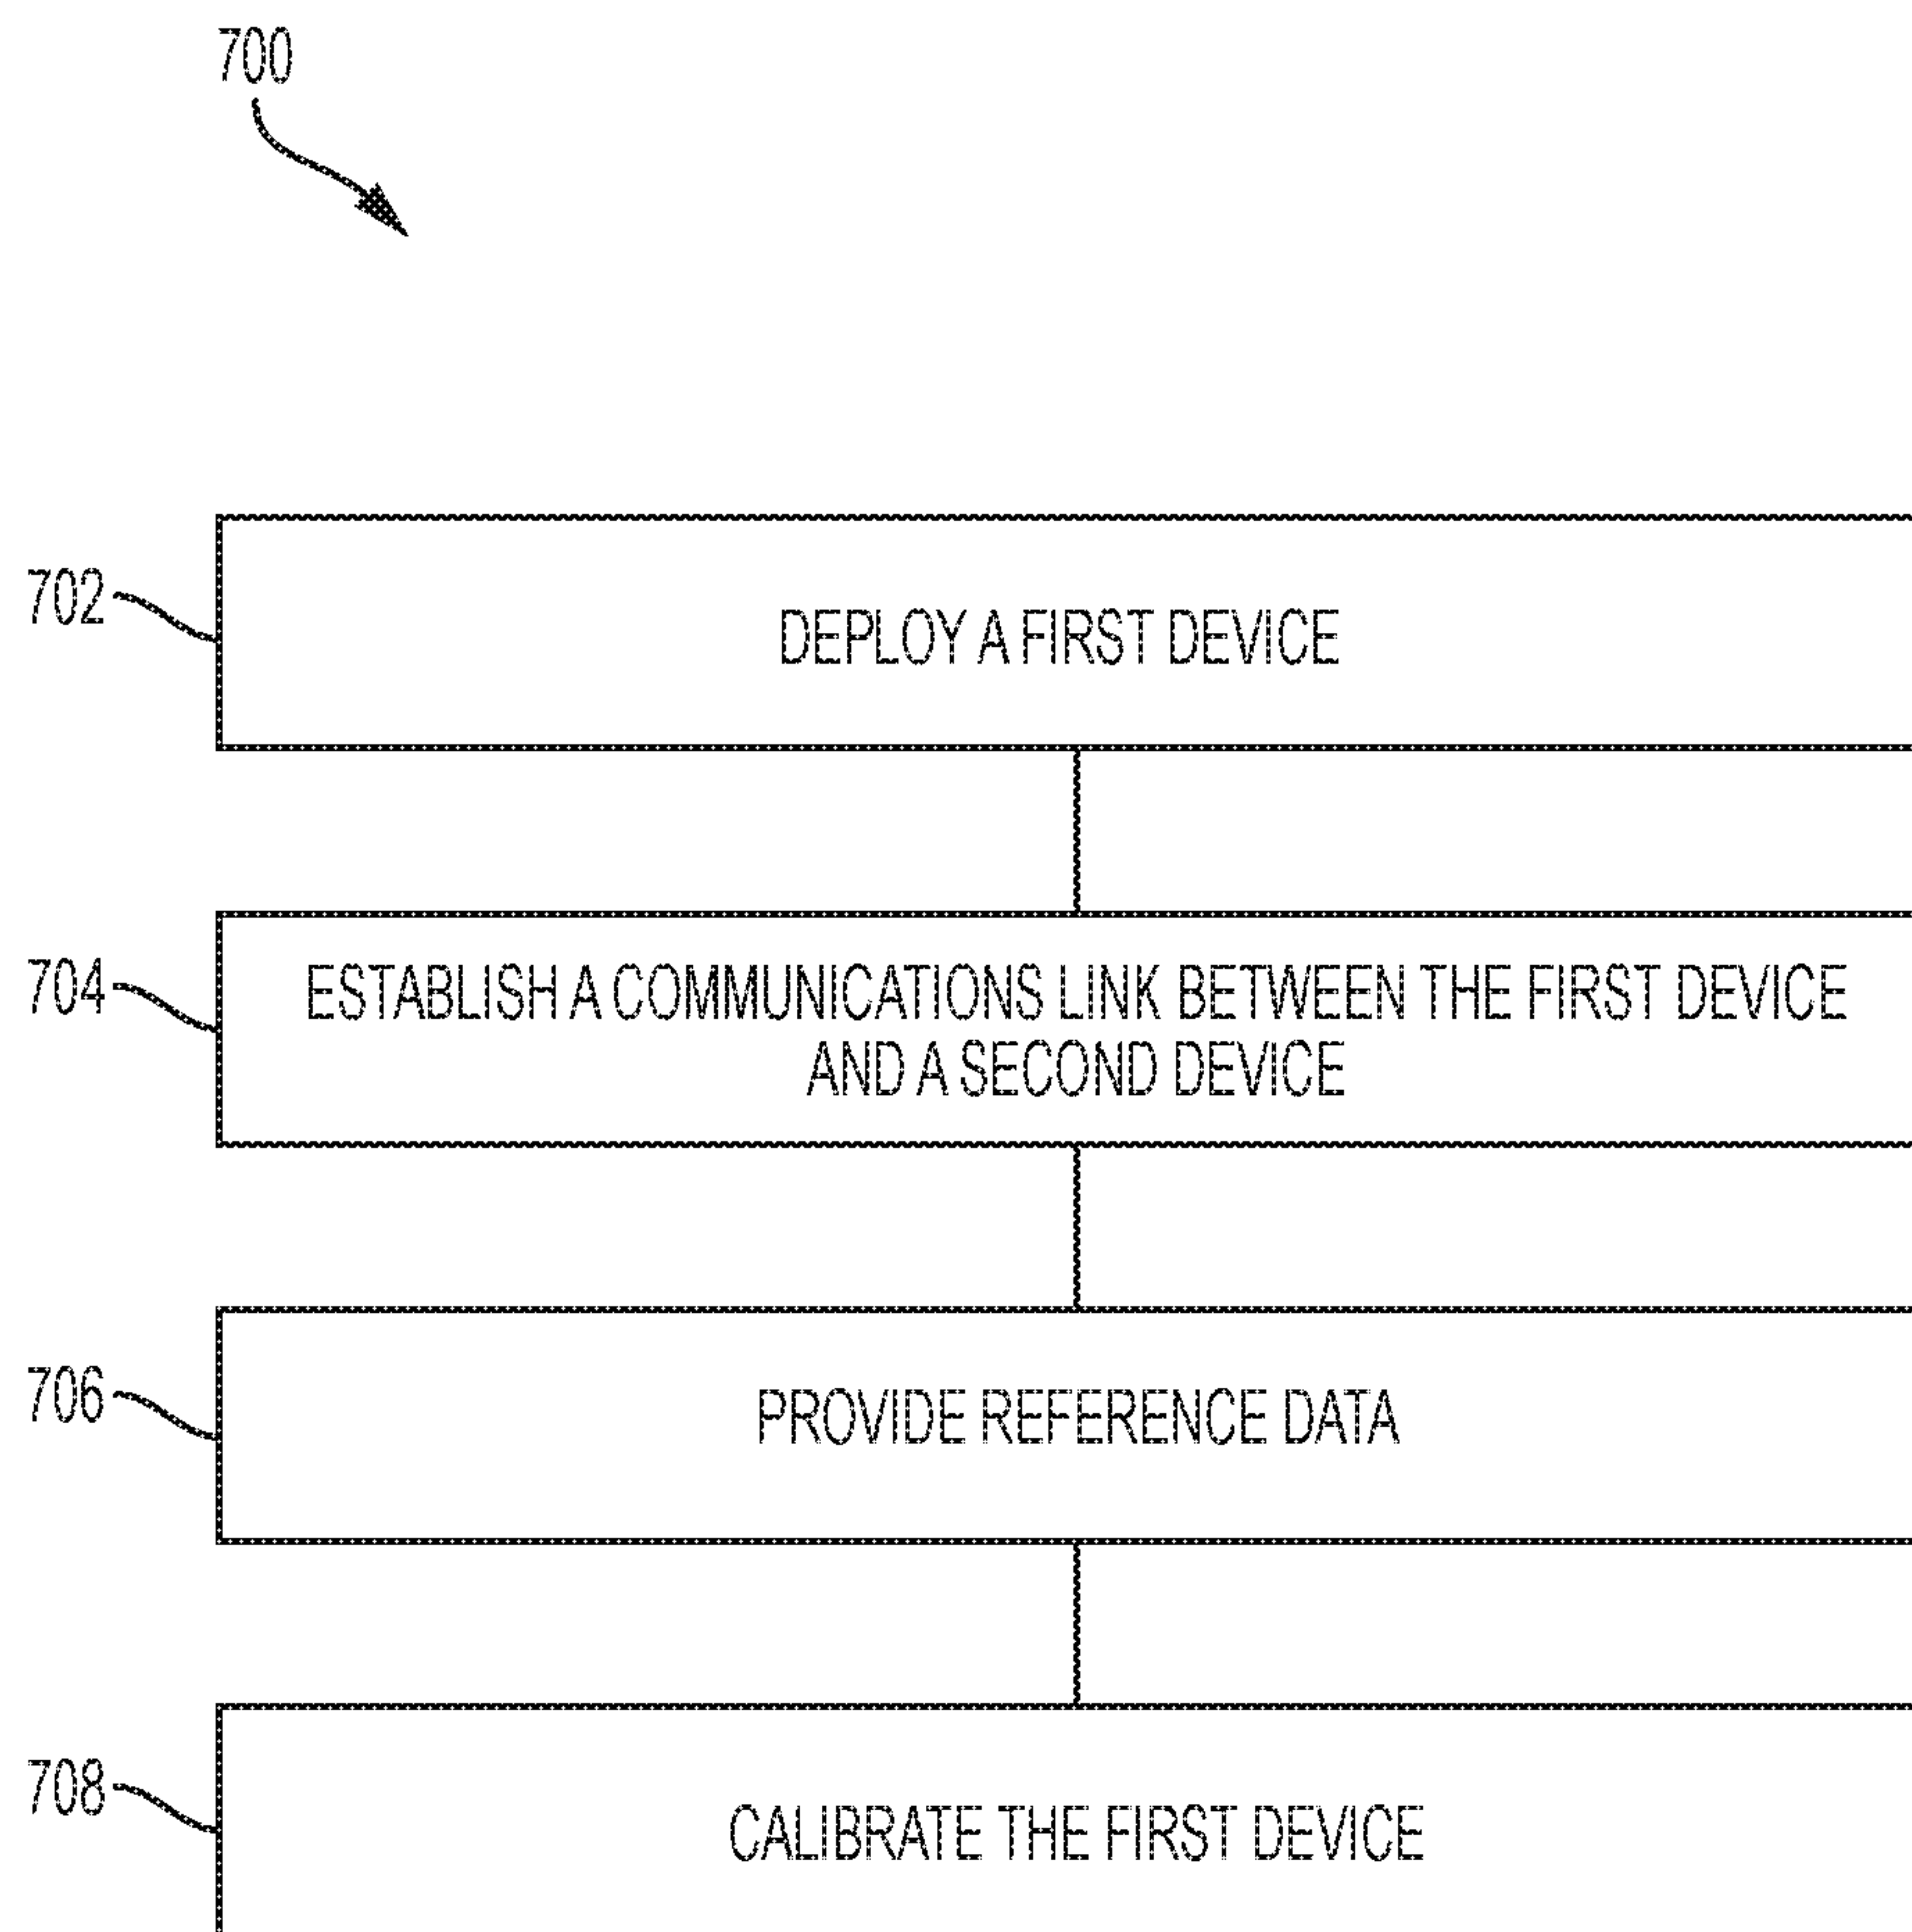 700
702
DEPLOY A FIRST DEVICE
704
ESTABLISH A COMMUNICATIONS LINK BETWEEN THE FIRST DEVICE
AND A SECOND DEVICE
706
PROVIDE REFERENCE DATA
708
CALIBRATE THE FIRST DEVICE